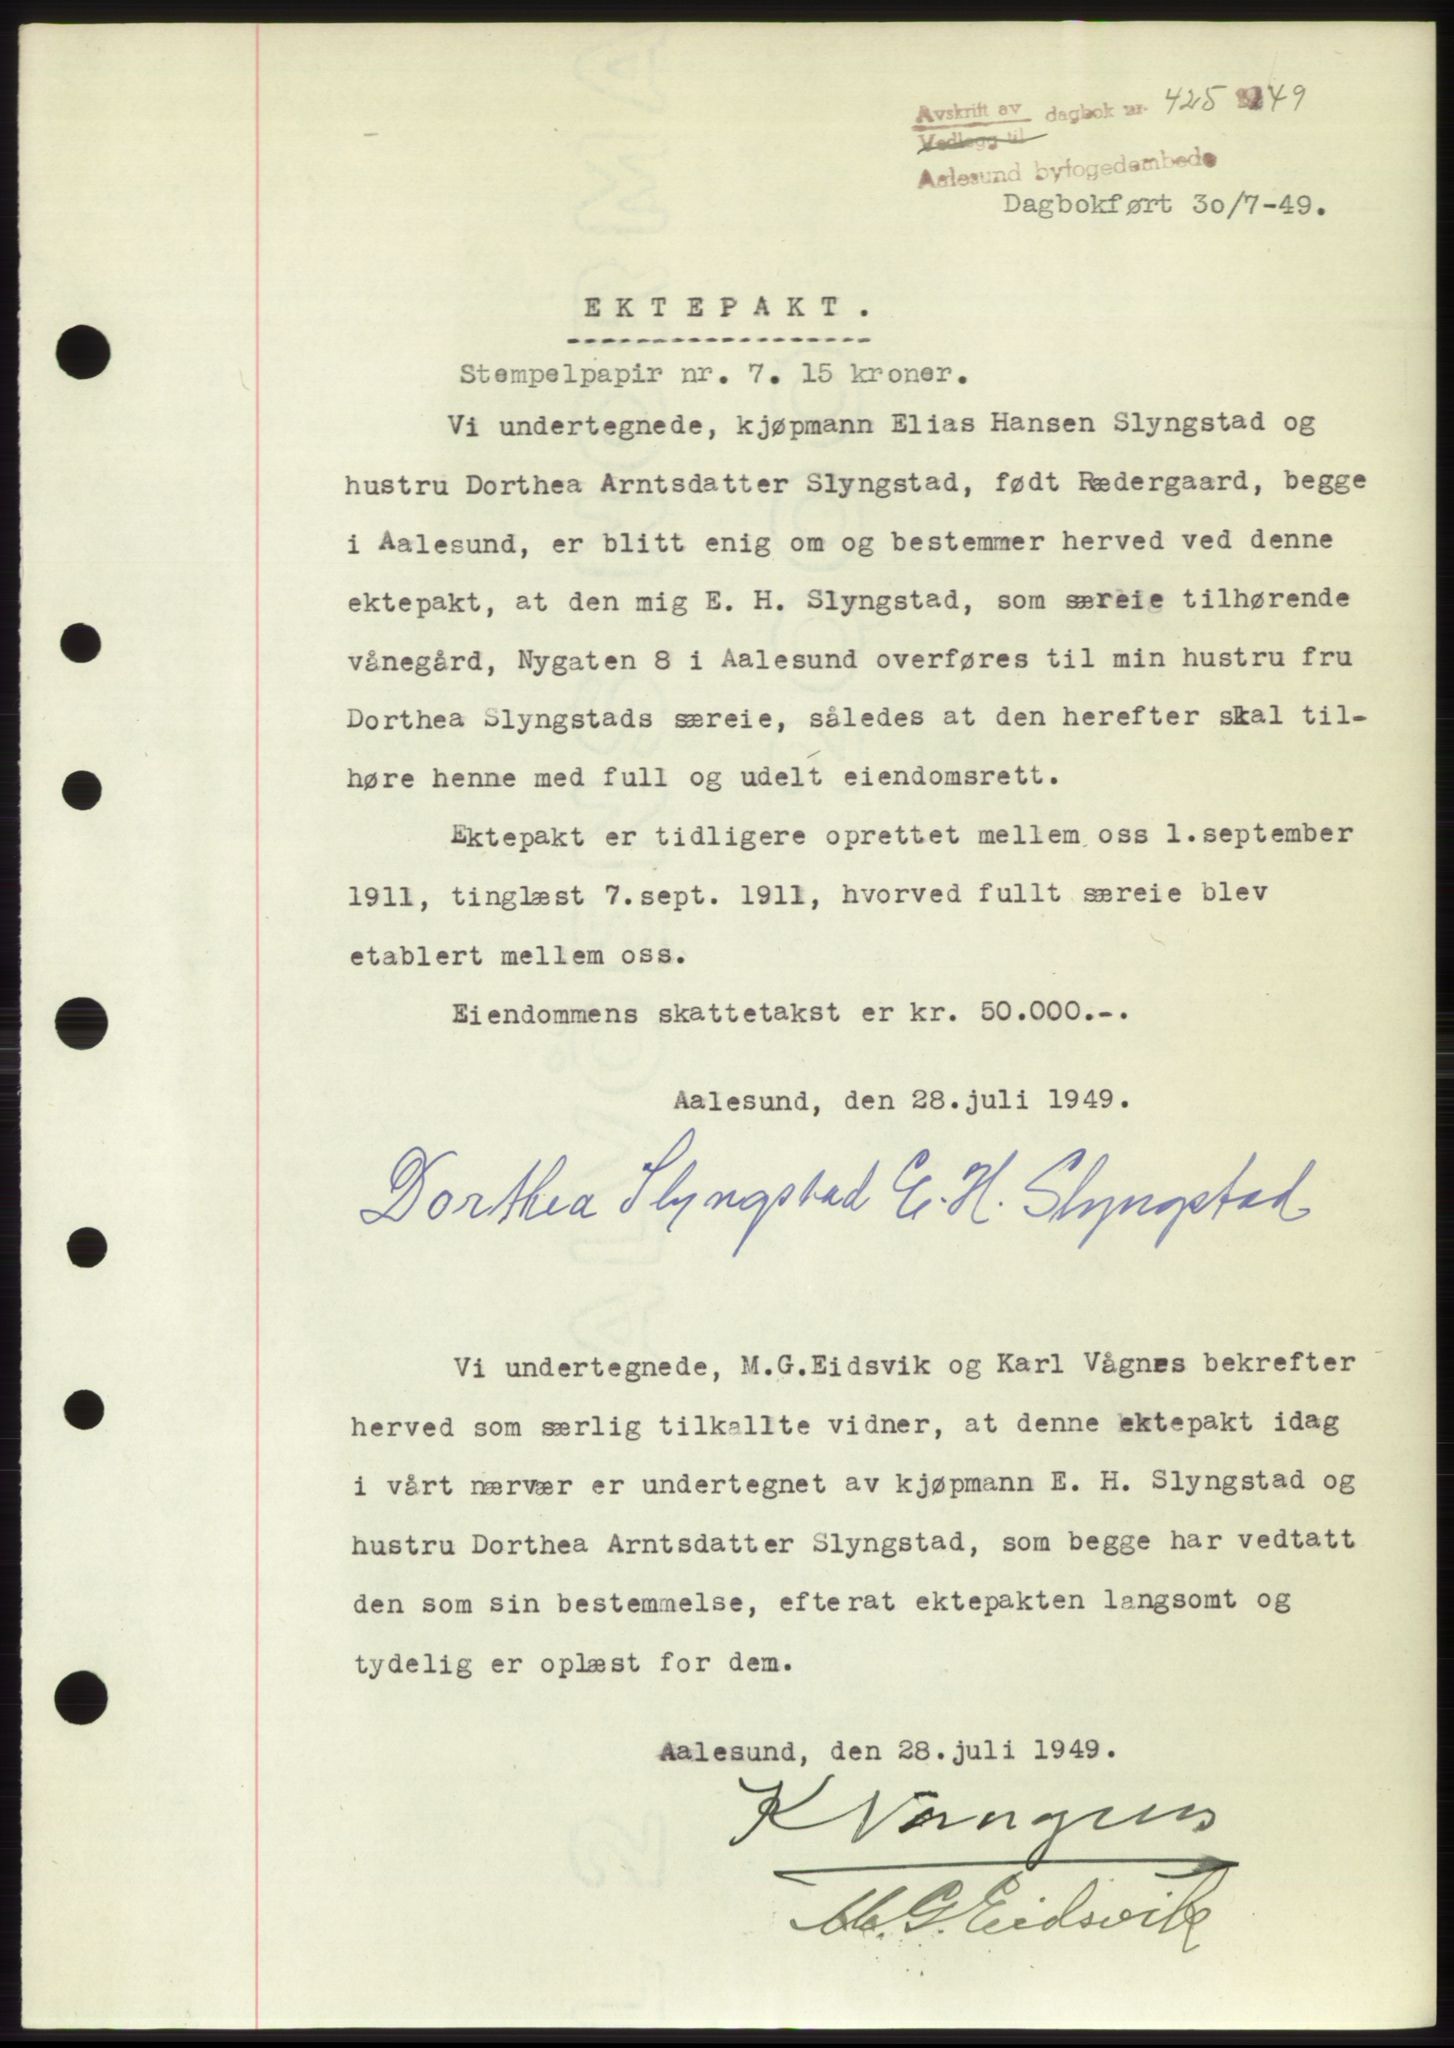 Avskrift av dagbok nr. 425 49
Vedlegg til
Aalesund byfogedembede
Dagbokført 30/7-49.
EKTEPAKT.
Stempelpapir nr. 7. 15 kroner.
Vi undertegnede, kjøpmann Elias Hansen Slyngstad og
hustru Dorthea Arntsdatter Slyngstad, født Rædergaard, begge
i Aalesund, er blitt enig om og bestemmer herved ved denne
ektepakt, at den mig E. H. Slyngstad, som særeie tilhørende
vånegård, Nygaten 8 i Aalesund overføres til min hustru fru
Dorthea Slyngstads særeie, således at den herefter skal til-
høre henne med full og udelt eiendomsrett.
Ektepakt er tidligere oprettet mellem oss 1.september
1911, tinglæst 7.sept. 1911, hvorved fullt særeie blev
etablert mellem oss.
Eiendommens skattetakst er kr. 50.000.-.
Aalesund, den 28.juli 1949.
Dorthea Slyngstad E. H. Slyngstad
Vi undertegnede, M.G.Eidsvik og Karl Vågnes bekrefter
herved som særlig tilkallte vidner, at denne ektepakt idag
i vårt nærvær er undertegnet av kjøpmann E. H. Slyngstad og
hustru Dorthea Arntsdatter Slyngstad, som begge har vedtatt
den som sin bestemmelse, efterat ektepakten langsomt og
tydelig er oplæst for dem.
Aalesund, den 28.juli 1949.
K Vaagnes
M. G. Eidsvik